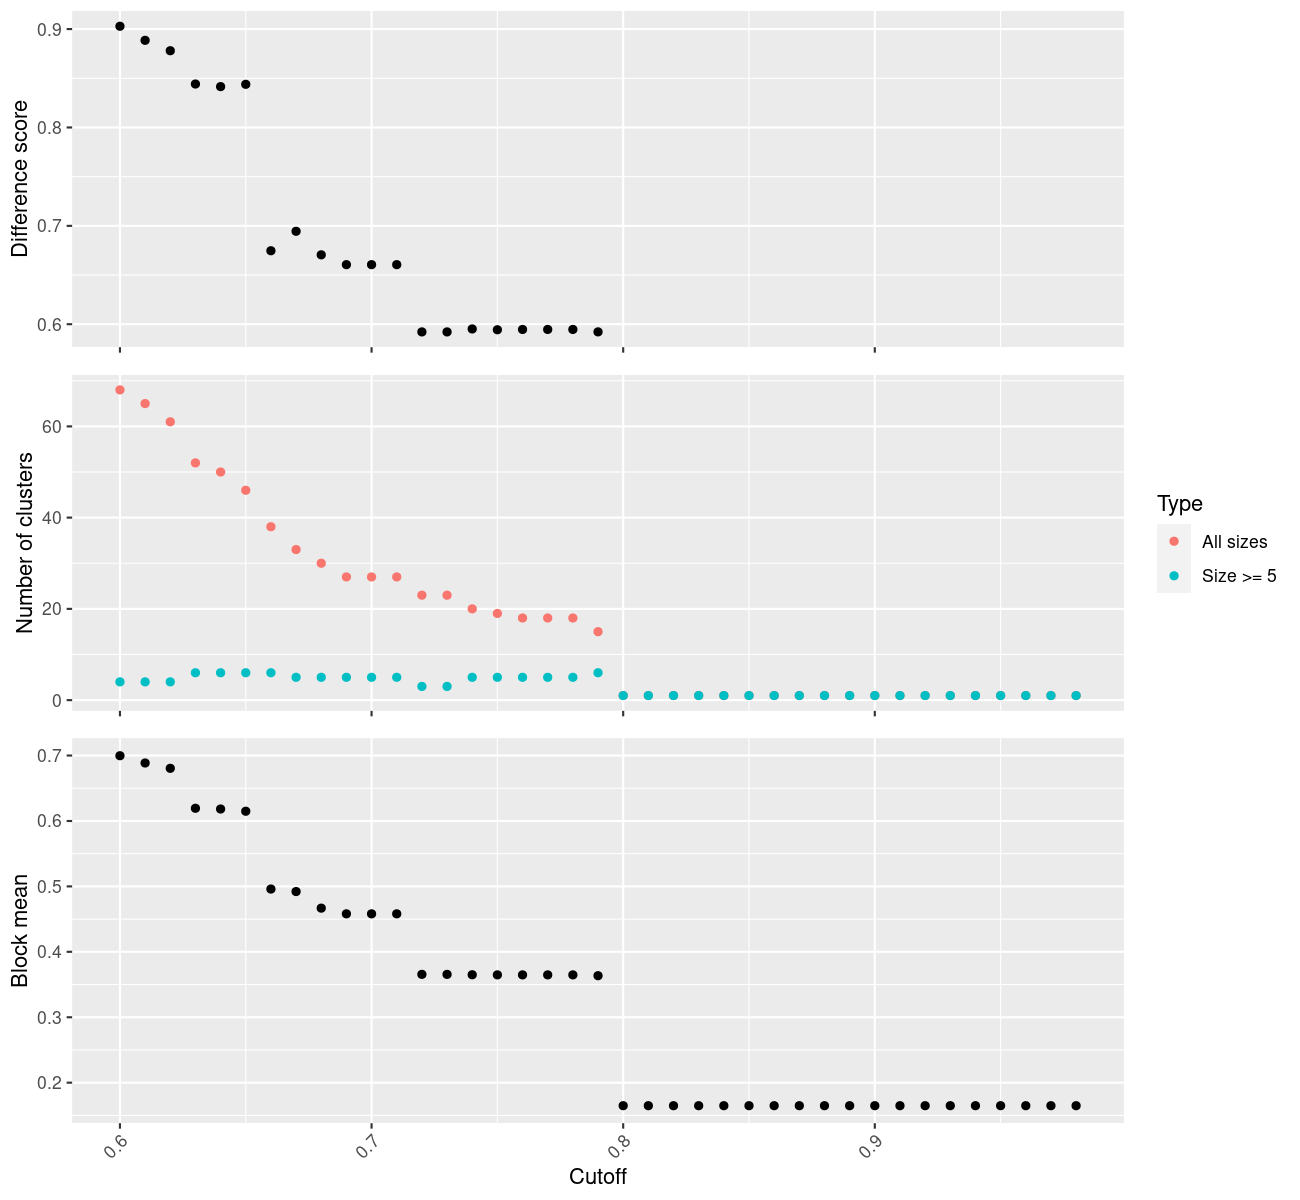 Difference score
0.9
0.8
0.7
0.6
Number of clusters
60
40
20
0
Type
All sizes
Size >= 5
Block mean
0.7
0.6
0.5
0.4
0.3
0.2
0.6 0.7 0.8 0.9
Cutoff